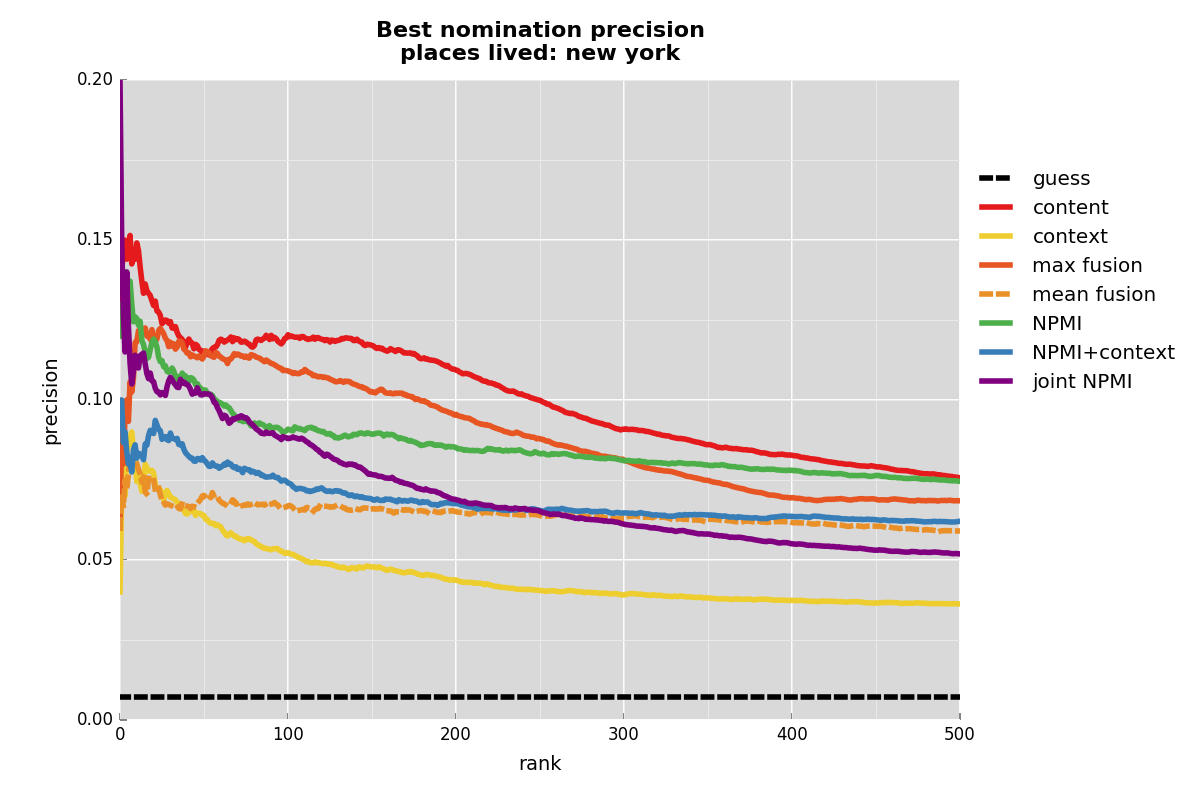 Best nomination precision
places lived: new york
precision
0.20
0.15
0.10
0.05
0.00
0
100
200
300
400
500
rank
guess
content
context
max fusion
mean fusion
NPMI
NPMI+context
joint NPMI